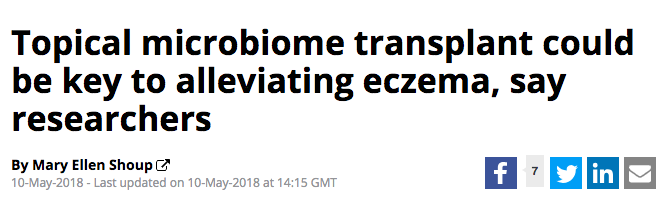 Topical microbiome transplant could
be key to alleviating eczema, say
researchers
By Mary Ellen Shoup
10-May-2018 - Last updated on 10-May-2018 at 14:15 GMT
7